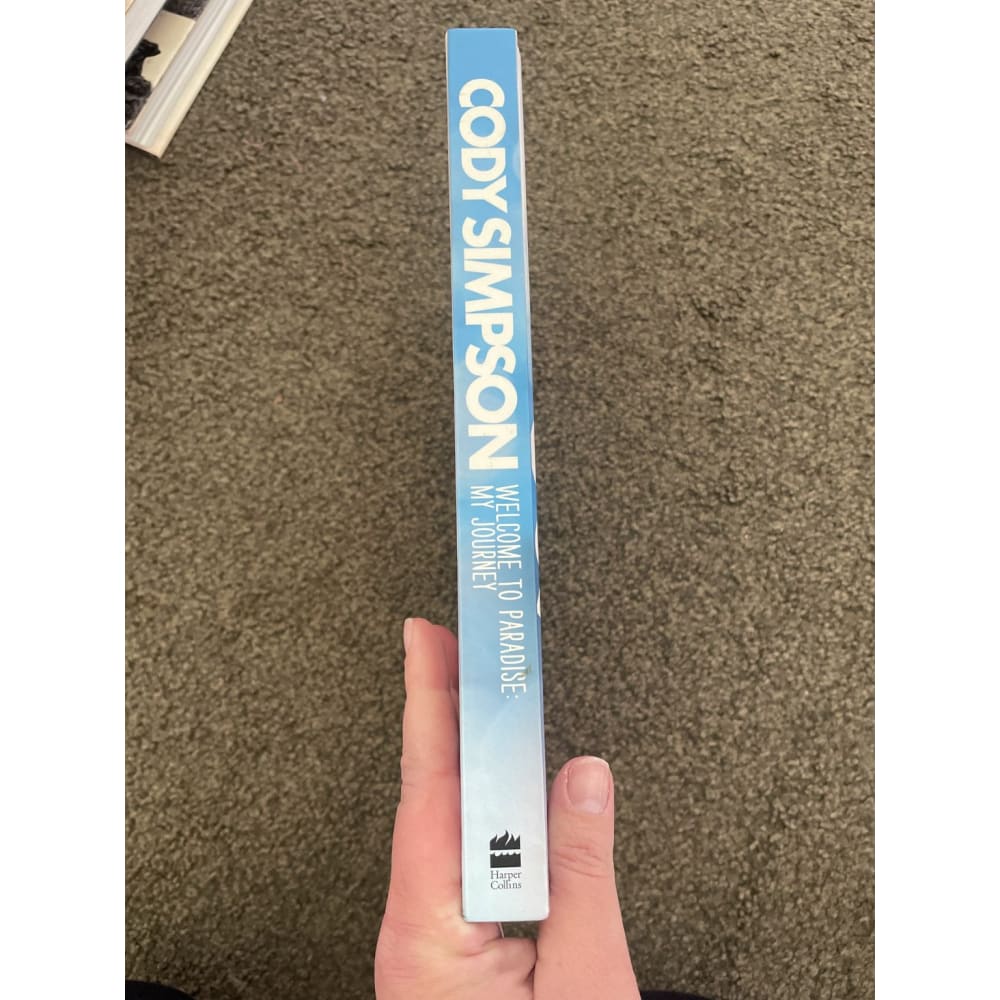 CODY SIMPSON
WELCOME TO PARADISE:
MY JOURNEY
Harper
Collins